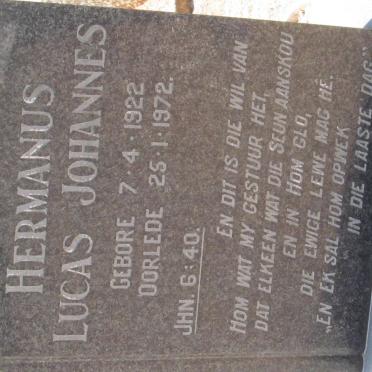 HERMANUS
LUCAS JOHANNES
GEBORE 7·4·1922
OORLEDE 25·1·1972.
JHN. 6:40.
EN DIT IS DIE WIL VAN
HOM WAT MY GESTUUR HET
DAT ELKEEN WAT DIE SEUN AANSKOU
EN IN HOM GLO,
DIE EWIGE LEWE MAG HÊ.
„EN EK SAL HOM OPWEK
IN DIE LAASTE DAG"